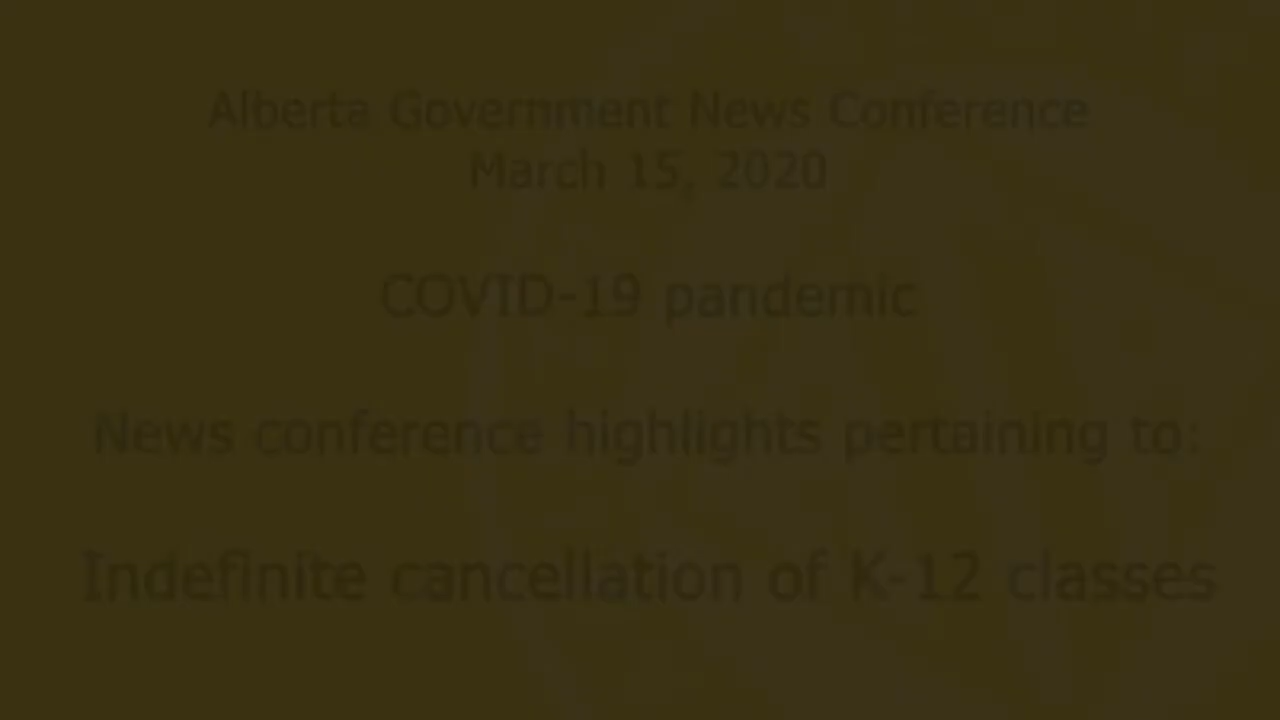 Alberta Government News Conference
March 15, 2020
COVID-19 pandemic
News conference highlights pertaining to:
Indefinite cancellation of K-12 classes